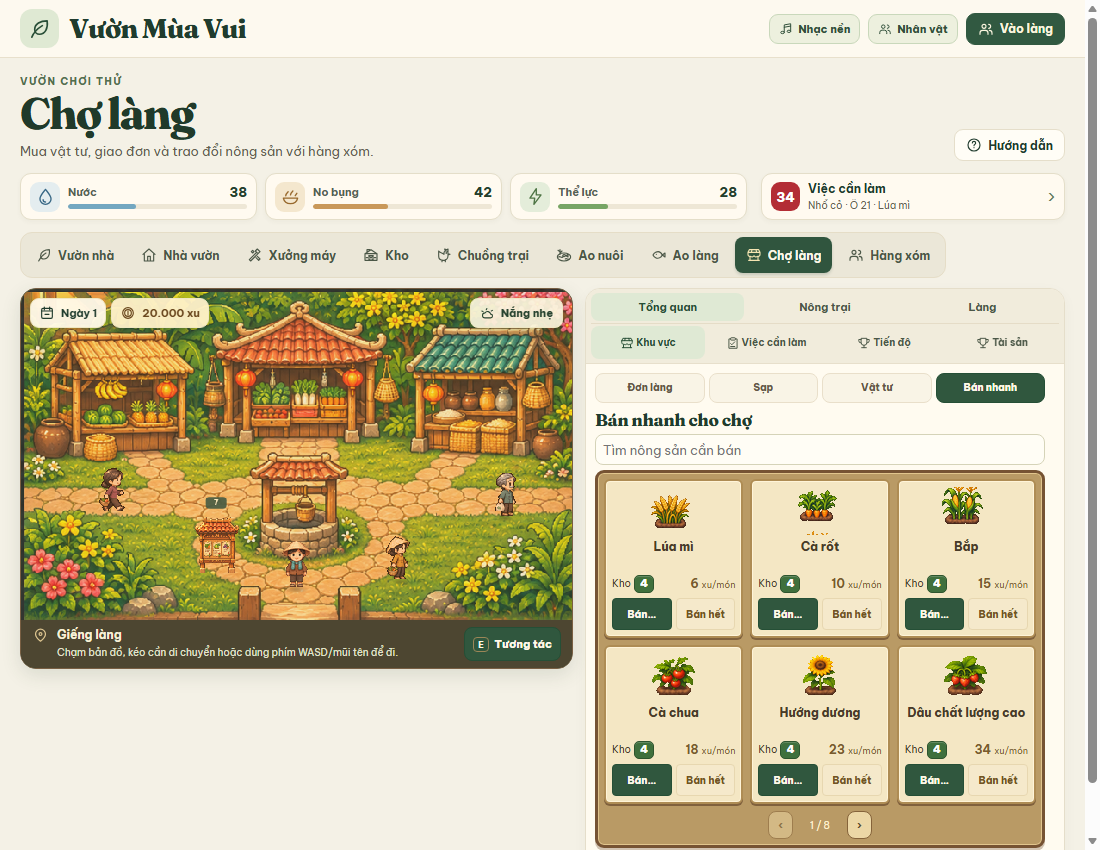 Vườn Mùa Vui
Nhạc nền
Nhân vật
Vào làng
VƯỜN CHƠI THỬ
Chợ làng
Mua vật tư, giao đơn và trao đổi nông sản với hàng xóm.
Hướng dẫn
Nước 38
No bụng 42
Thể lực 28
34 Việc cần làm
Nhổ cỏ · Ô 21 · Lúa mì
Vườn nhà
Nhà vườn
Xưởng máy
Kho
Chuồng trại
Ao nuôi
Ao làng
Chợ làng
Hàng xóm
Ngày 1
20.000 xu
Nắng nhẹ
7
Giếng làng
Chạm bản đồ, kéo cần di chuyển hoặc dùng phím WASD/mũi tên để đi.
E Tương tác
Tổng quan
Nông trại
Làng
Khu vực
Việc cần làm
Tiến độ
Tài sản
Đơn làng
Sạp
Vật tư
Bán nhanh
Bán nhanh cho chợ
Tìm nông sản cần bán
Lúa mì
Kho 4 6 xu/món
Bán... Bán hết
Cà rốt
Kho 4 10 xu/món
Bán... Bán hết
Bắp
Kho 4 15 xu/món
Bán... Bán hết
Cà chua
Kho 4 18 xu/món
Bán... Bán hết
Hướng dương
Kho 4 23 xu/món
Bán... Bán hết
Dâu chất lượng cao
Kho 4 34 xu/món
Bán... Bán hết
‹ 1 / 8 ›